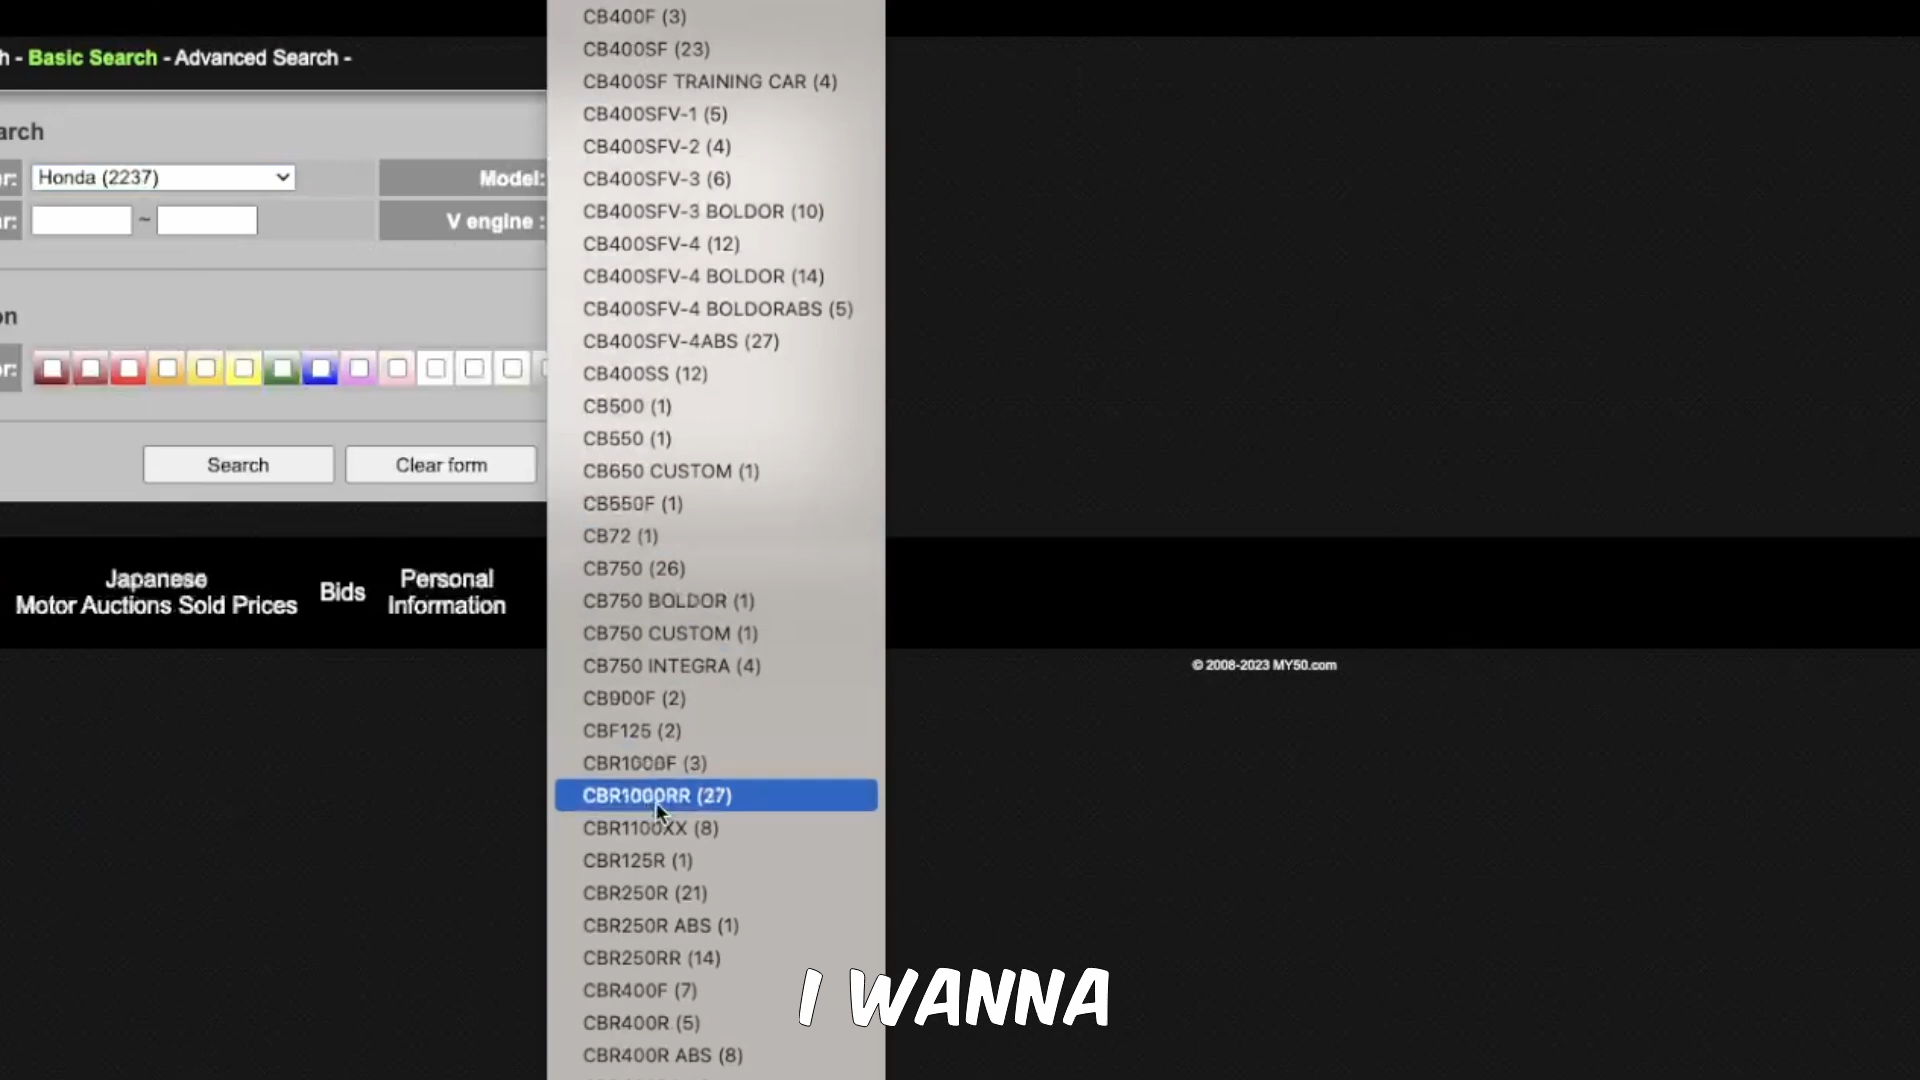 h - Basic Search - Advanced Search -
arch
r: Honda (2237) Model:
r: ~ V engine :
on
r:
Search Clear form
Japanese
Motor Auctions Sold Prices
Bids
Personal
Information
CB400F (3)
CB400SF (23)
CB400SF TRAINING CAR (4)
CB400SFV-1 (5)
CB400SFV-2 (4)
CB400SFV-3 (6)
CB400SFV-3 BOLDOR (10)
CB400SFV-4 (12)
CB400SFV-4 BOLDOR (14)
CB400SFV-4 BOLDORABS (5)
CB400SFV-4ABS (27)
CB400SS (12)
CB500 (1)
CB550 (1)
CB650 CUSTOM (1)
CB550F (1)
CB72 (1)
CB750 (26)
CB750 BOLDOR (1)
CB750 CUSTOM (1)
CB750 INTEGRA (4)
CB900F (2)
CBF125 (2)
CBR1000F (3)
CBR1000RR (27)
CBR1100XX (8)
CBR125R (1)
CBR250R (21)
CBR250R ABS (1)
CBR250RR (14)
CBR400F (7)
CBR400R (5)
CBR400R ABS (8)
© 2008-2023 MY50.com
I WANNA